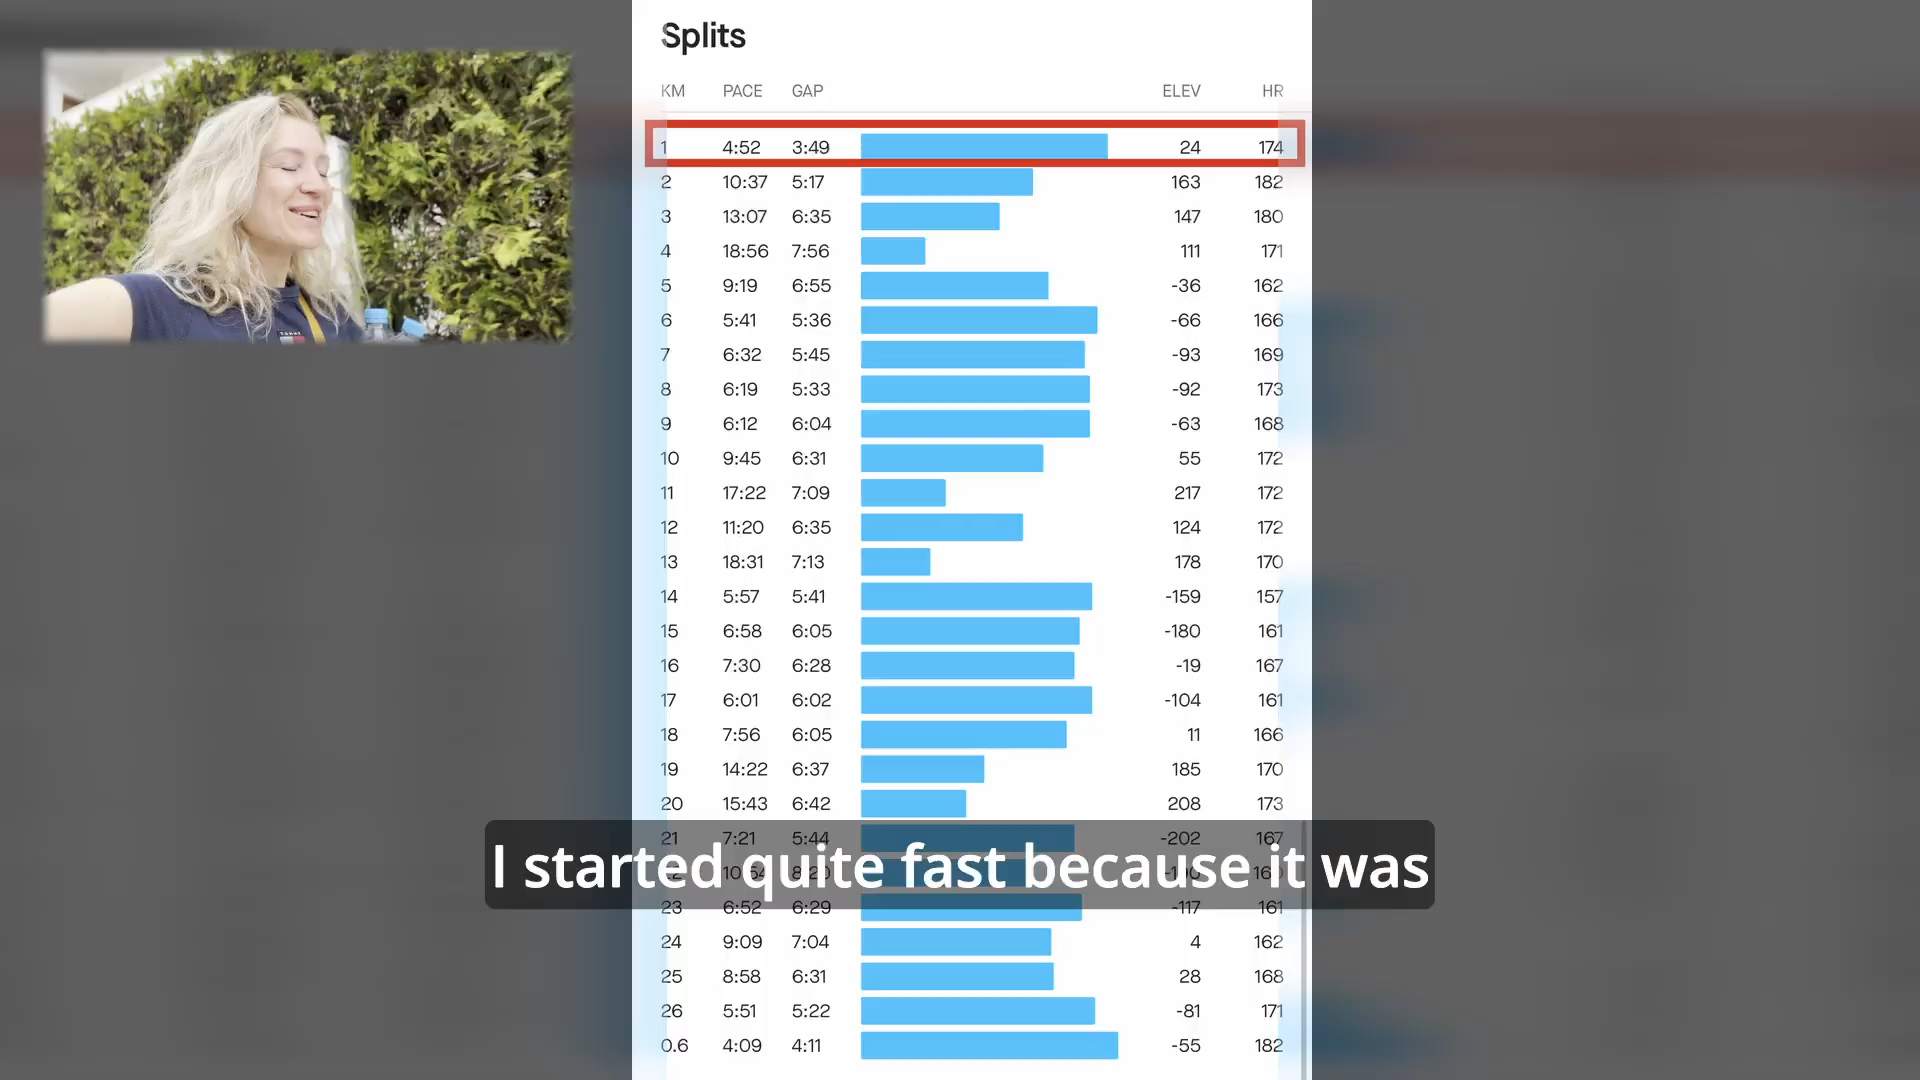 Splits
KM PACE GAP ELEV HR
1 4:52 3:49 24 174
2 10:37 5:17 163 182
3 13:07 6:35 147 180
4 18:56 7:56 111 171
5 9:19 6:55 -36 162
6 5:41 5:36 -66 166
7 6:32 5:45 -93 169
8 6:19 5:33 -92 173
9 6:12 6:04 -63 168
10 9:45 6:31 55 172
11 17:22 7:09 217 172
12 11:20 6:35 124 172
13 18:31 7:13 178 170
14 5:57 5:41 -159 157
15 6:58 6:05 -180 161
16 7:30 6:28 -19 167
17 6:01 6:02 -104 161
18 7:56 6:05 11 166
19 14:22 6:37 185 170
20 15:43 6:42 208 173
21 7:21 5:44 -202 167
I started quite fast because it was
23 6:52 6:29 -117 161
24 9:09 7:04 4 162
25 8:58 6:31 28 168
26 5:51 5:22 -81 171
0.6 4:09 4:11 -55 182